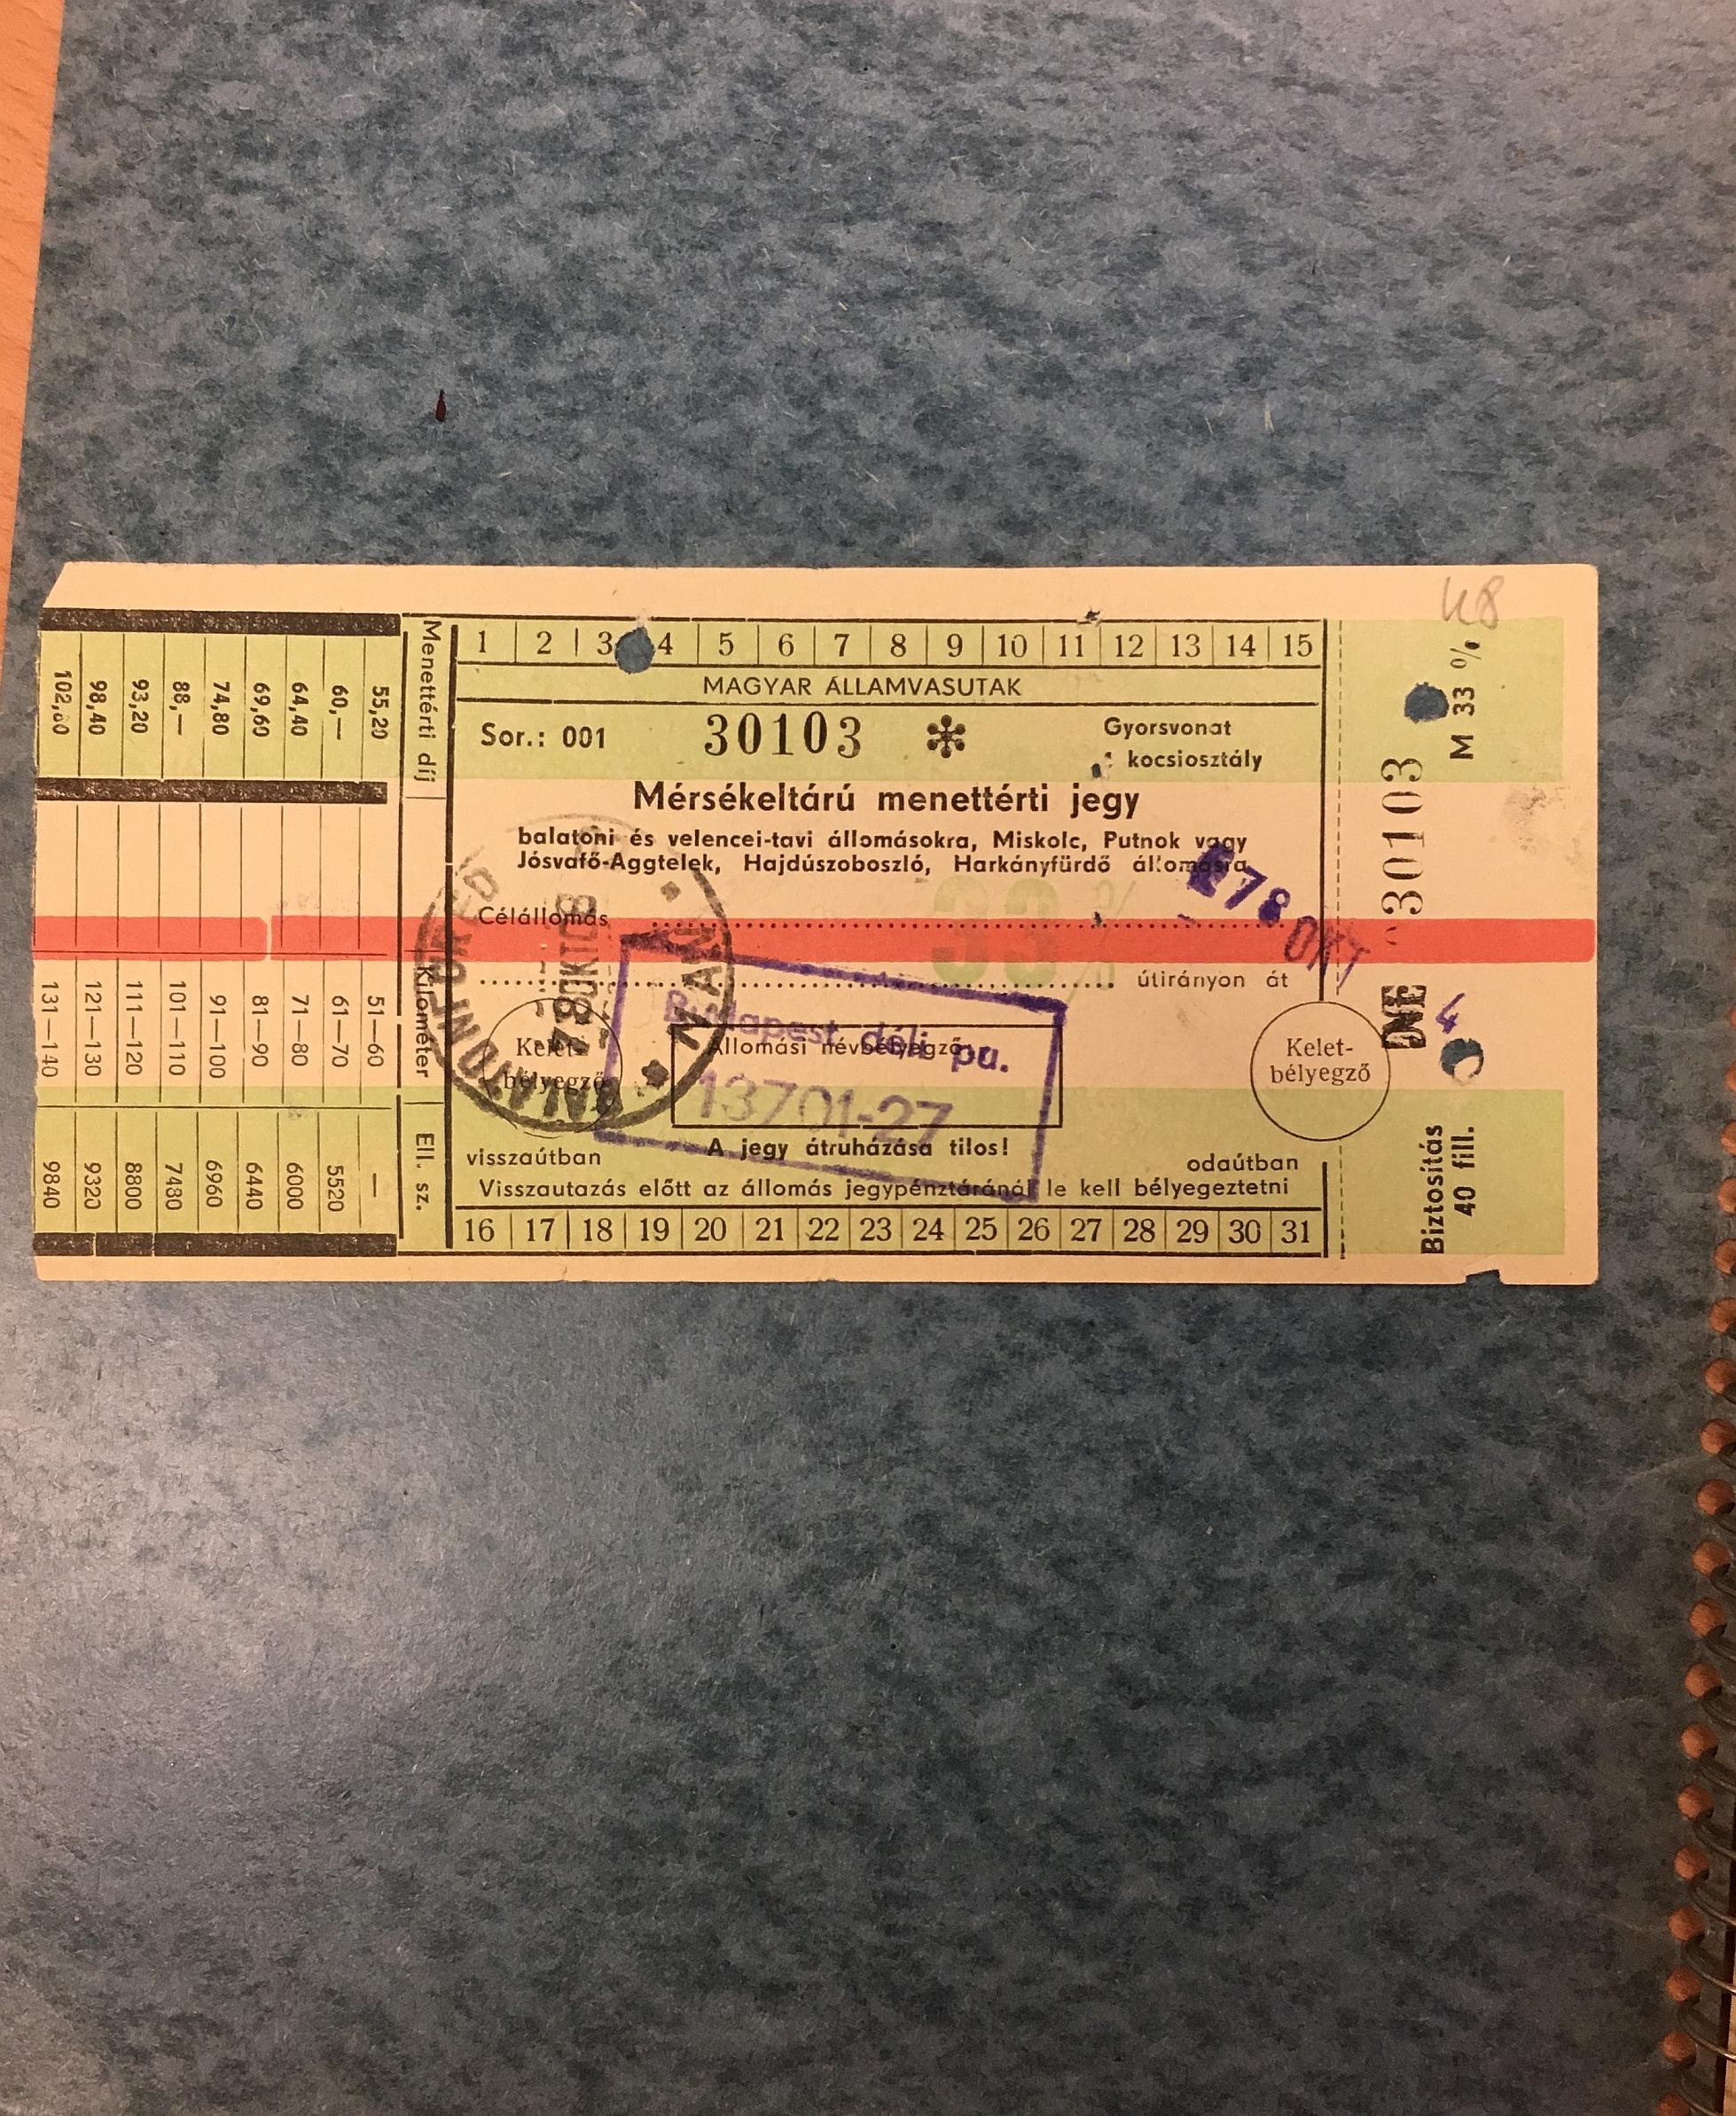 1 2 3 4 5 6 7 8 9 10 11 12 13 14 15
MAGYAR ÁLLAMVASUTAK
Sor.: 001 30103 * Gyorsvonat
kocsiosztály
Mérsékeltárú menettérti jegy
balatoni és velencei-tavi állomásokra, Miskolc, Putnok vagy
Jósvafő-Aggtelek, Hajdúszoboszló, Harkányfürdő állomásra
33 %
Célállomás
útirányon át
Kelet-
bélyegző
Állomási névbélyegző
Kelet-
bélyegző
A jegy átruházása tilos!
visszaútban
odaútban
Visszautazás előtt az állomás jegypénztáránál le kell bélyegeztetni
16 17 18 19 20 21 22 23 24 25 26 27 28 29 30 31
Budapest déli pu.
13701-27
78 OKT
MÁV
78OKT
Menettérti díj Kilométer Ell. sz.
55,20 51—60 —
60,— 61—70 5520
64,40 71—80 6000
69,60 81—90 6440
74,80 91—100 6960
88,— 101—110 7480
93,20 111—120 8800
98,40 121—130 9320
102,80 131—140 9840
48
M 33 %
30103
4
Biztosítás
40 fill.